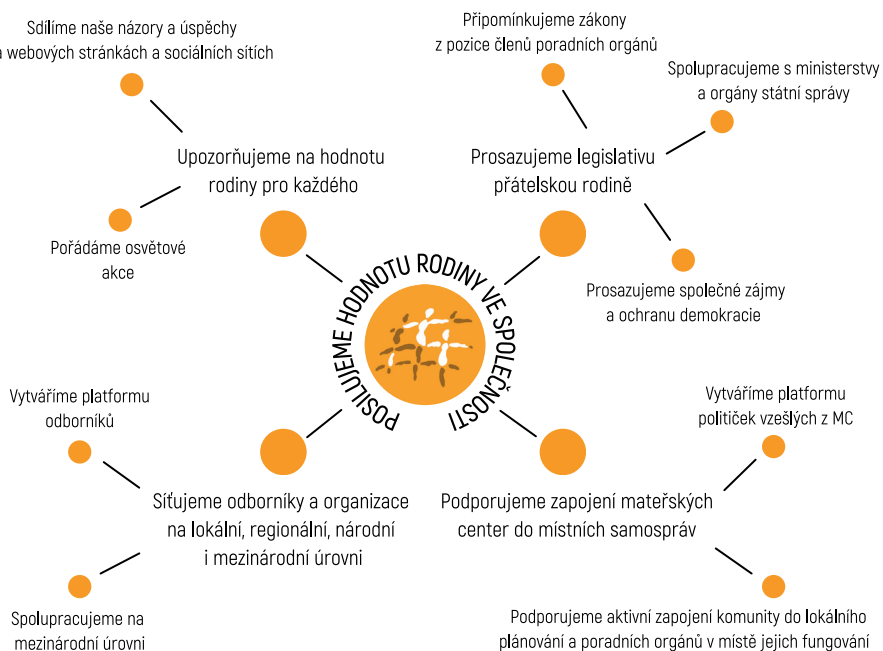 Sdílíme naše názory a úspěchy
a webových stránkách a sociálních sítích
Upozorňujeme na hodnotu
rodiny pro každého
Pořádáme osvětové
akce
Připomínkujeme zákony
z pozice členů poradních orgánů
Spolupracujeme s ministerstvy
a orgány státní správy
Prosazujeme legislativu
přátelskou rodině
Prosazujeme společné zájmy
a ochranu demokracie
POSILUJEME HODNOTU RODINY VE SPOLEČNOSTI
Vytváříme platformu
odborníků
Síťujeme odborníky a organizace
na lokální, regionální, národní
i mezinárodní úrovni
Spolupracujeme na
mezinárodní úrovni
Vytváříme platformu
političek vzešlých z MC
Podporujeme zapojení mateřských
center do místních samospráv
Podporujeme aktivní zapojení komunity do lokálního
plánování a poradních orgánů v místě jejich fungování